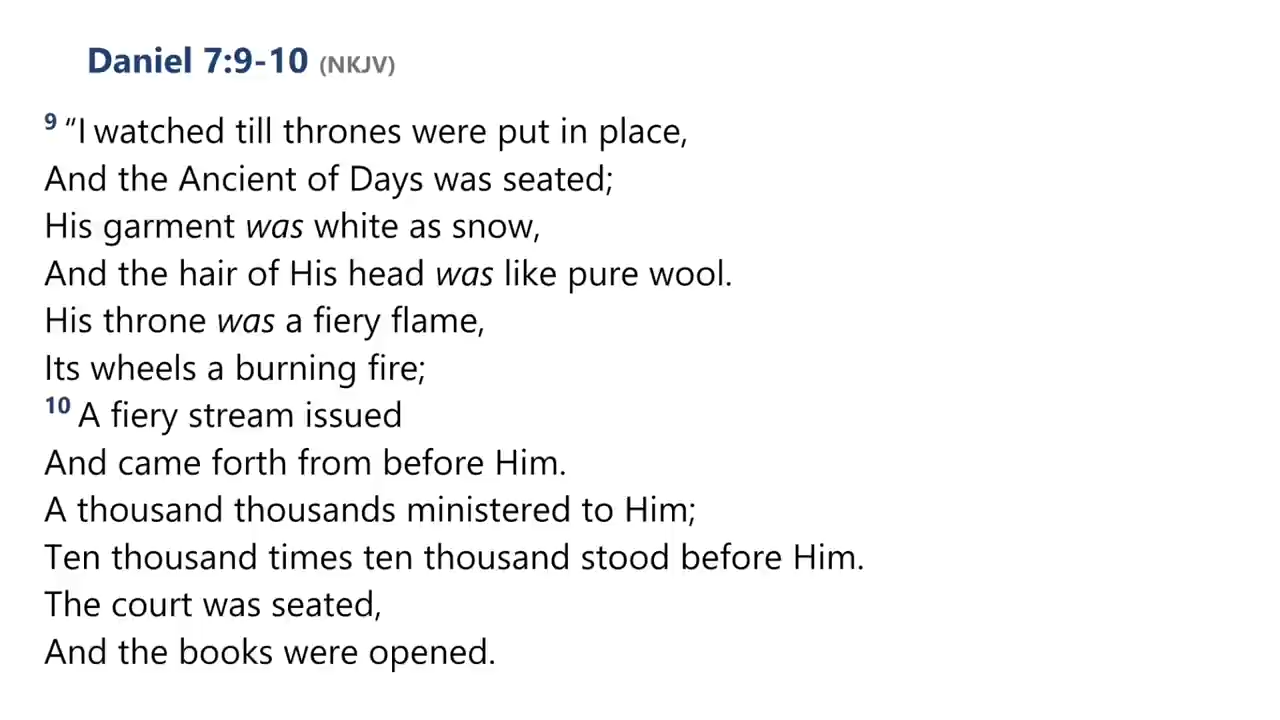 Daniel 7:9-10 (NKJV)
9 "I watched till thrones were put in place,
And the Ancient of Days was seated;
His garment was white as snow,
And the hair of His head was like pure wool.
His throne was a fiery flame,
Its wheels a burning fire;
10 A fiery stream issued
And came forth from before Him.
A thousand thousands ministered to Him;
Ten thousand times ten thousand stood before Him.
The court was seated,
And the books were opened.